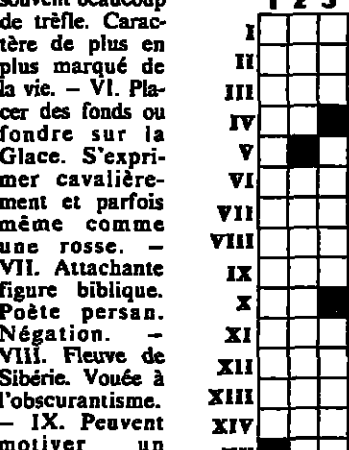 souvent beaucoup
de trèfle. Carac-
tère de plus en
plus marqué de
la vie. — VI. Pla-
cer des fonds ou
fondre sur la
Glace. S'expri-
mer cavalière-
ment et parfois
même comme
une rosse. —
VII. Attachante
figure biblique.
Poète persan.
Négation. —
VIII. Fleuve de
Sibérie. Vouée à
l'obscurantisme.
— IX. Peuvent
motiver un
1 2 3
I
II
III
IV
V
VI
VII
VIII
IX
X
XI
XII
XIII
XIV